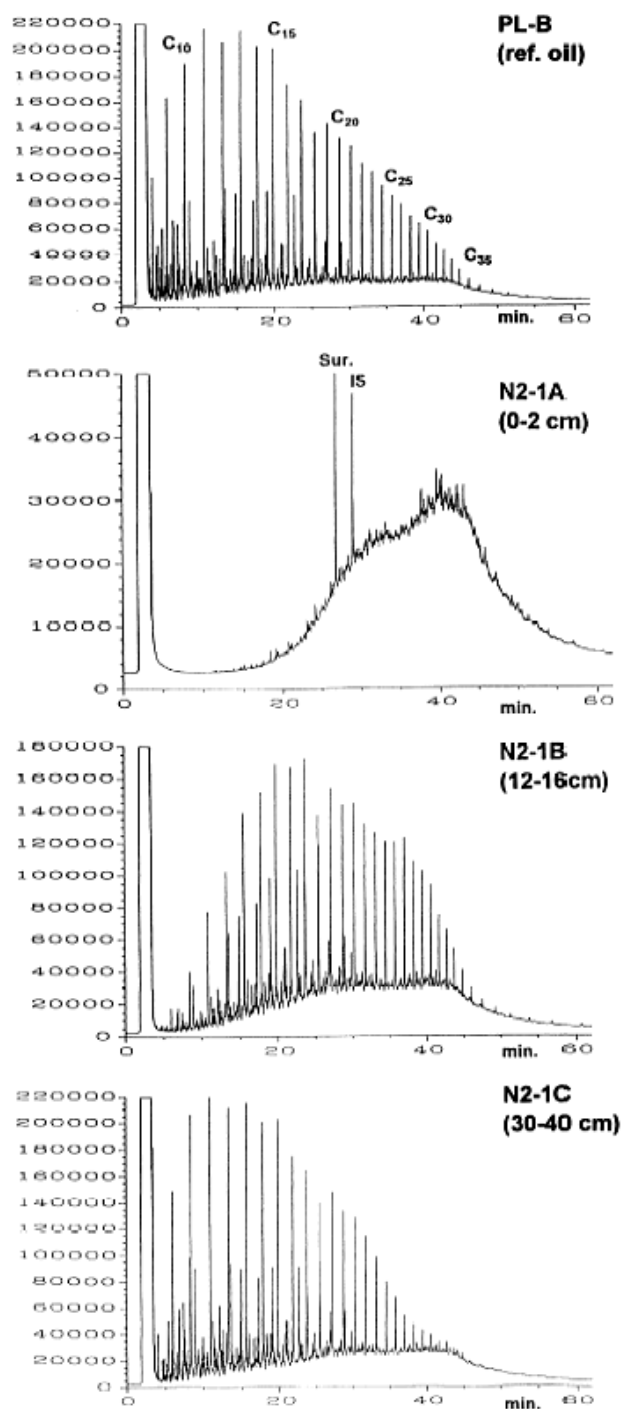 PL-B
(ref. oil)
220000
200000
180000
160000
140000
120000
100000
80000
60000
40000
20000
0
C10
C15
C20
C25
C30
C35
0 20 40 min. 60
N2-1A
(0-2 cm)
Sur.
IS
50000
40000
30000
20000
10000
0
0 20 40 60
min.
N2-1B
(12-16cm)
180000
160000
140000
120000
100000
80000
60000
40000
20000
0
0 20 40 min. 60
N2-1C
(30-40 cm)
220000
200000
180000
160000
140000
120000
100000
80000
60000
40000
20000
0
0 20 40 min. 60